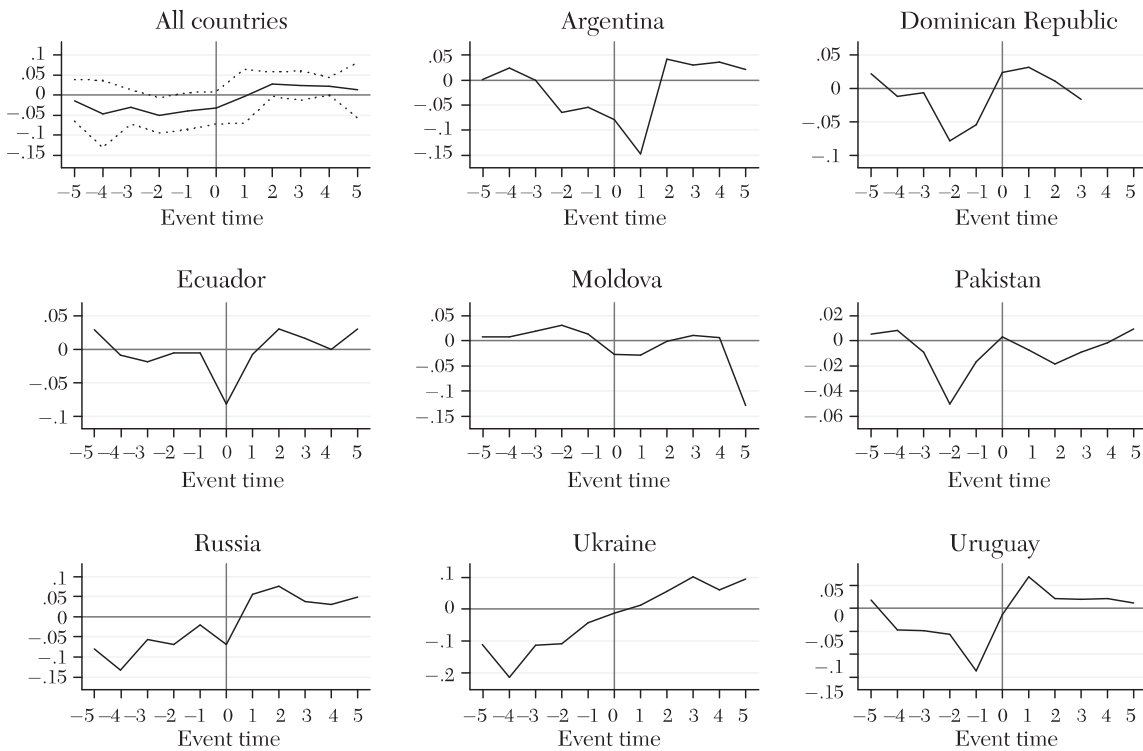 All countries
.1
.05
0
−.05
−.1
−.15
−5 −4 −3 −2 −1 0 1 2 3 4 5
Event time
Argentina
.05
0
−.05
−.1
−.15
−5 −4 −3 −2 −1 0 1 2 3 4 5
Event time
Dominican Republic
.05
0
−.05
−.1
−5 −4 −3 −2 −1 0 1 2 3 4 5
Event time
Ecuador
.05
0
−.05
−.1
−5 −4 −3 −2 −1 0 1 2 3 4 5
Event time
Moldova
.05
0
−.05
−.1
−.15
−5 −4 −3 −2 −1 0 1 2 3 4 5
Event time
Pakistan
.02
0
−.02
−.04
−.06
−5 −4 −3 −2 −1 0 1 2 3 4 5
Event time
Russia
.1
.05
0
−.05
−.1
−.15
−5 −4 −3 −2 −1 0 1 2 3 4 5
Event time
Ukraine
.1
0
−.1
−.2
−5 −4 −3 −2 −1 0 1 2 3 4 5
Event time
Uruguay
.05
0
−.05
−.1
−.15
−5 −4 −3 −2 −1 0 1 2 3 4 5
Event time